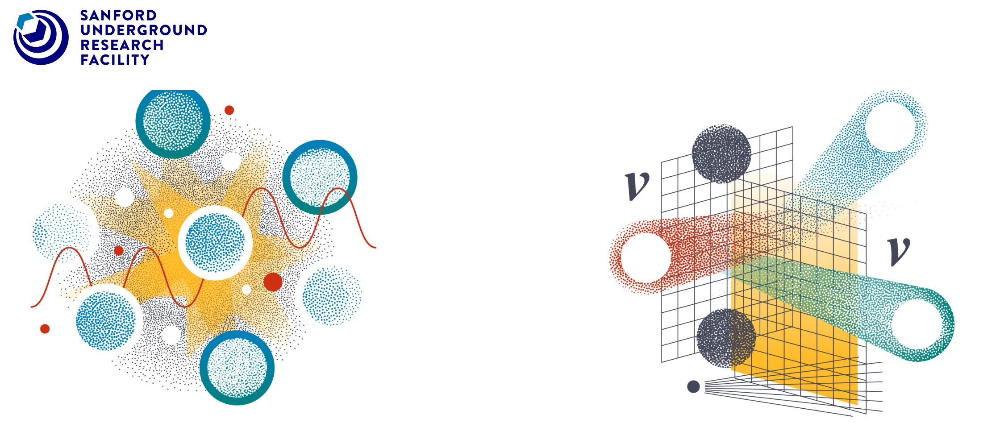 SANFORD
UNDERGROUND
RESEARCH
FACILITY
ν
ν